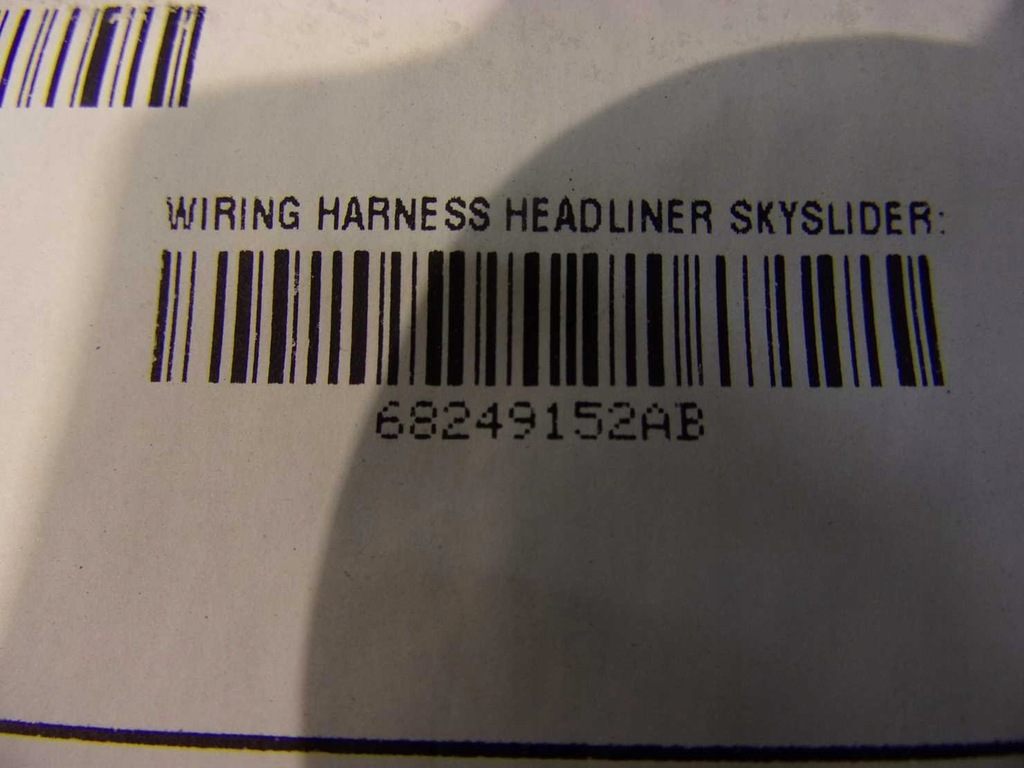 WIRING HARNESS HEADLINER SKYSLIDER:
68249152AB